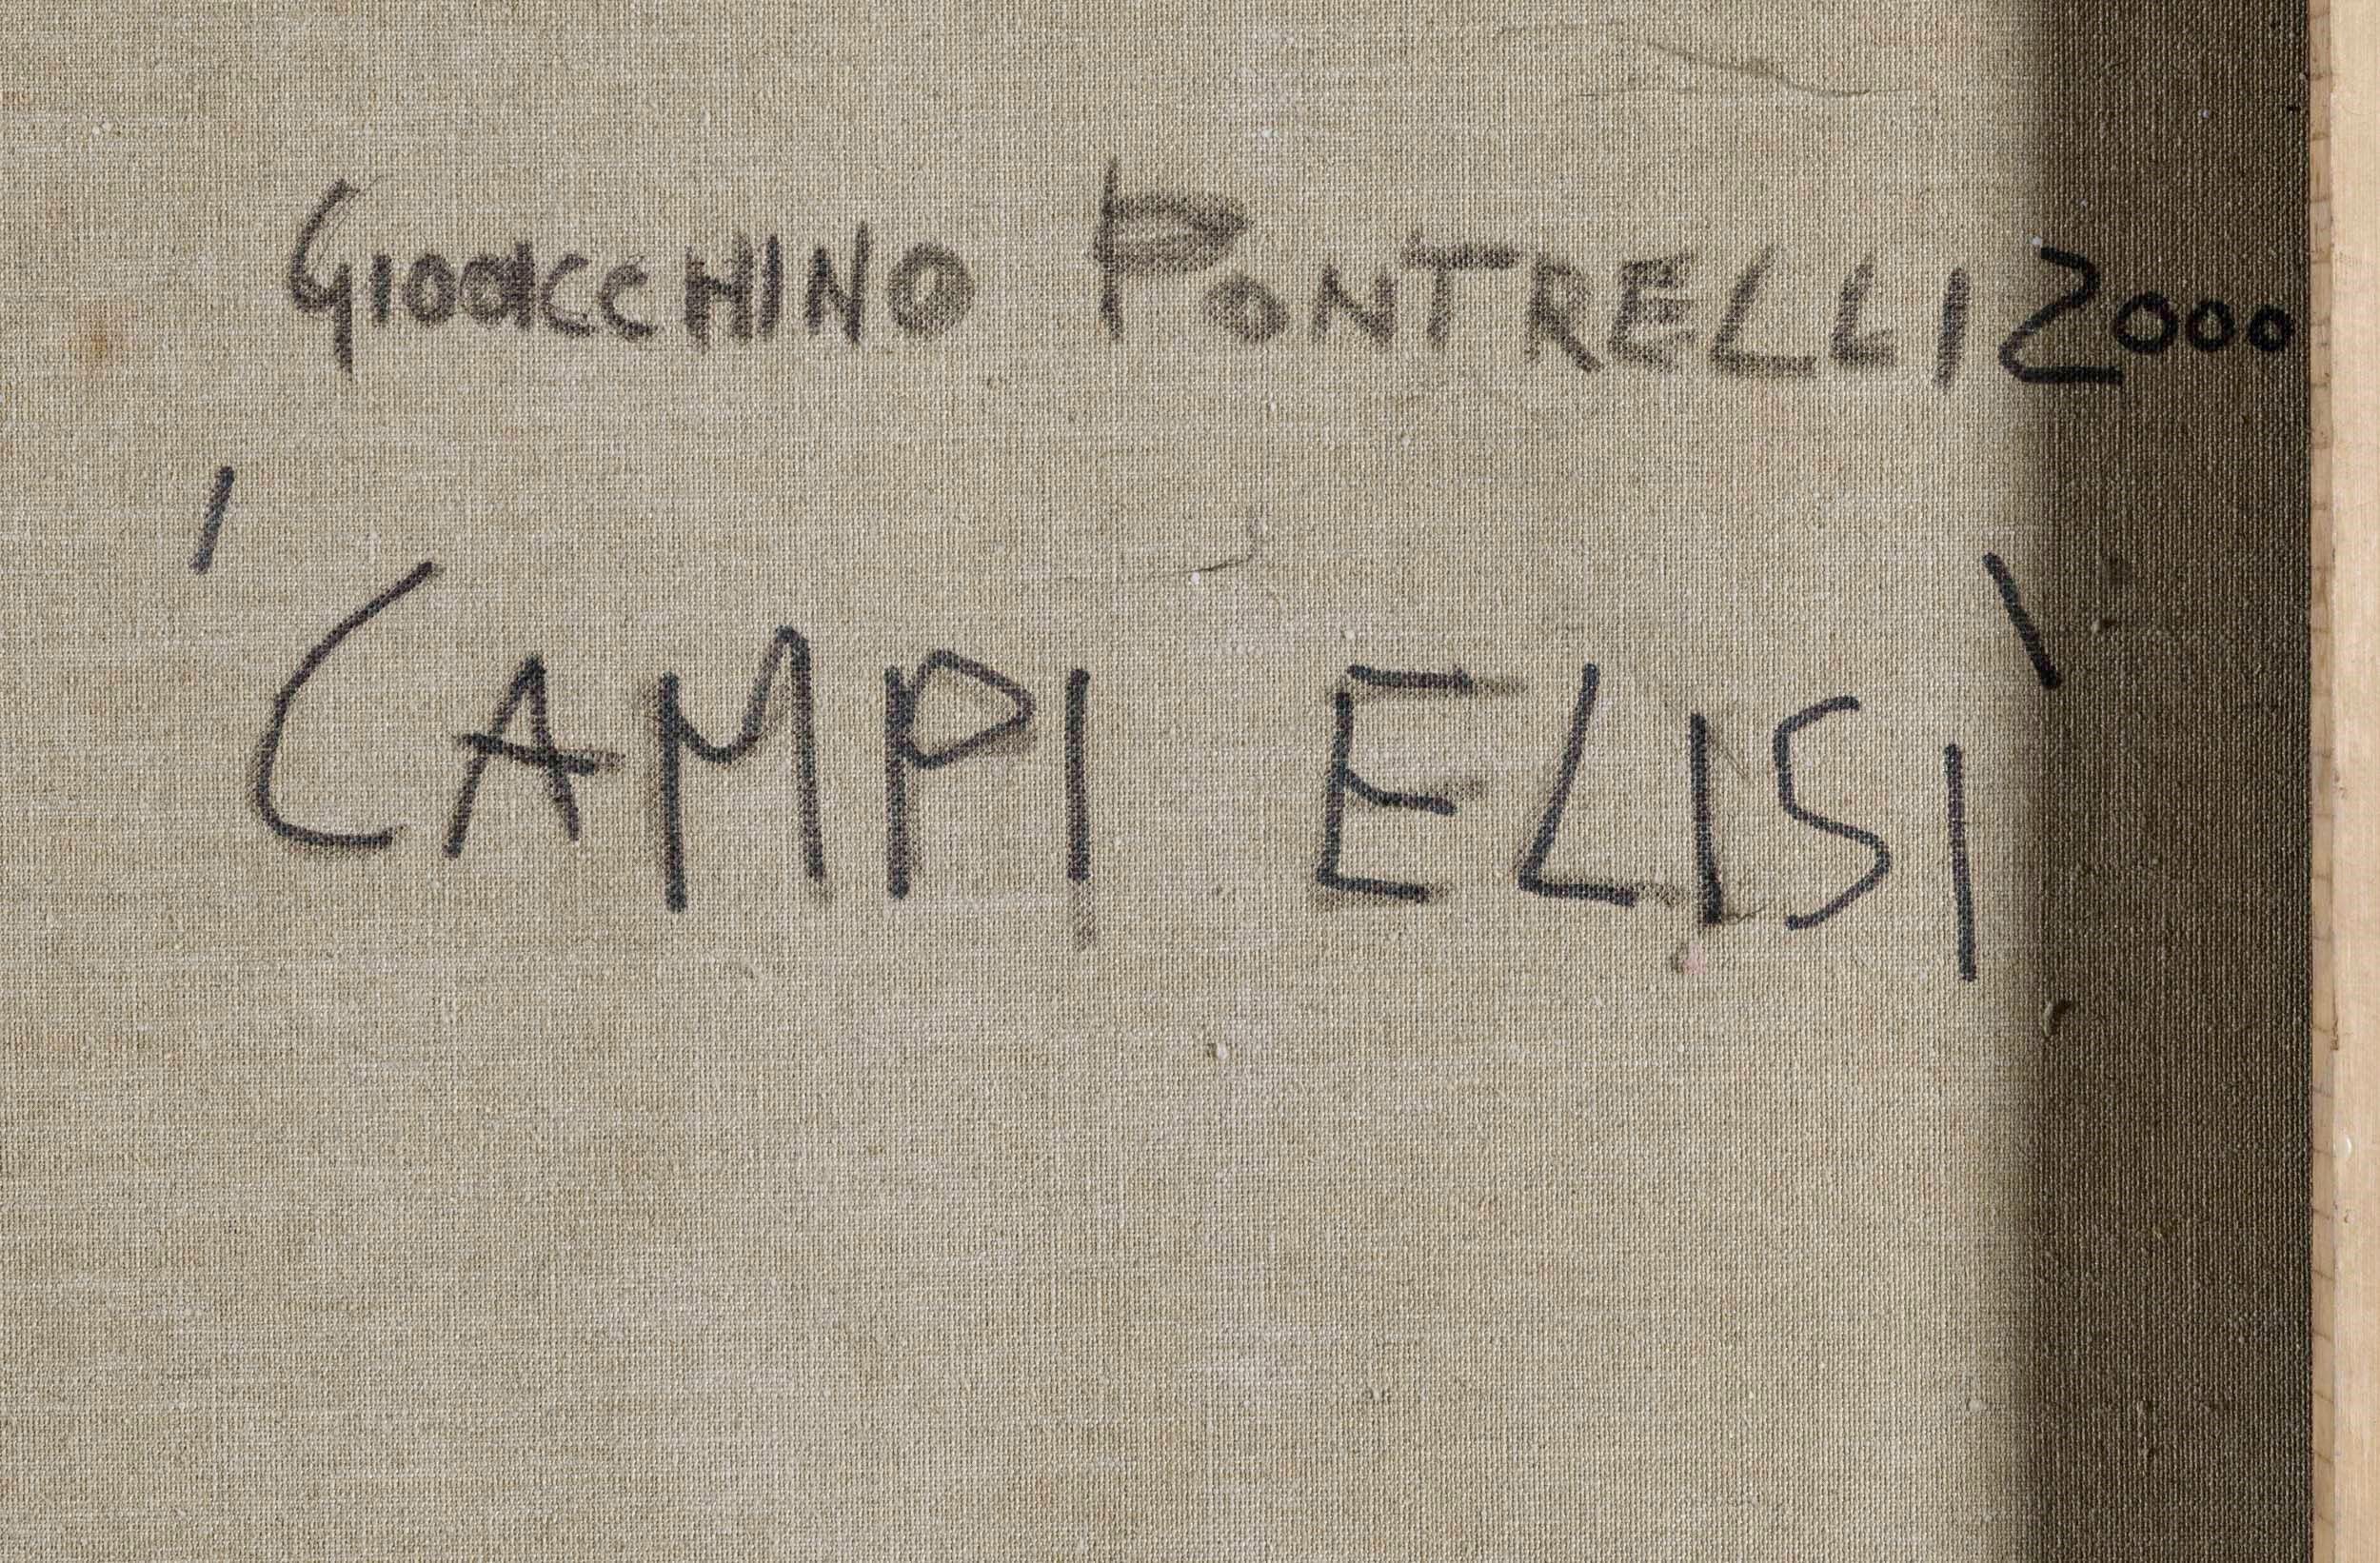 GIOACCHINO PONTRELLI 2000
'CAMPI ELISI'